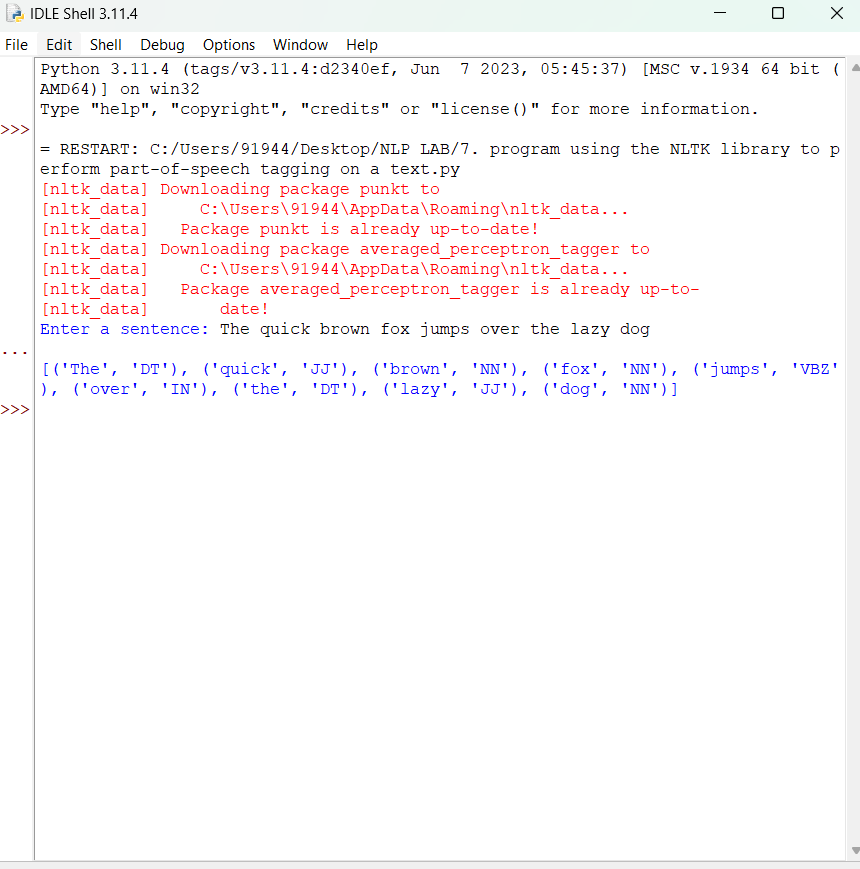 IDLE Shell 3.11.4
File Edit Shell Debug Options Window Help
Python 3.11.4 (tags/v3.11.4:d2340ef, Jun  7 2023, 05:45:37) [MSC v.1934 64 bit (
AMD64)] on win32
Type "help", "copyright", "credits" or "license()" for more information.
>>>
= RESTART: C:/Users/91944/Desktop/NLP LAB/7. program using the NLTK library to p
erform part-of-speech tagging on a text.py
[nltk_data] Downloading package punkt to
[nltk_data]     C:\Users\91944\AppData\Roaming\nltk_data...
[nltk_data]   Package punkt is already up-to-date!
[nltk_data] Downloading package averaged_perceptron_tagger to
[nltk_data]     C:\Users\91944\AppData\Roaming\nltk_data...
[nltk_data]   Package averaged_perceptron_tagger is already up-to-
[nltk_data]       date!
Enter a sentence: The quick brown fox jumps over the lazy dog
...
[('The', 'DT'), ('quick', 'JJ'), ('brown', 'NN'), ('fox', 'NN'), ('jumps', 'VBZ'
), ('over', 'IN'), ('the', 'DT'), ('lazy', 'JJ'), ('dog', 'NN')]
>>>